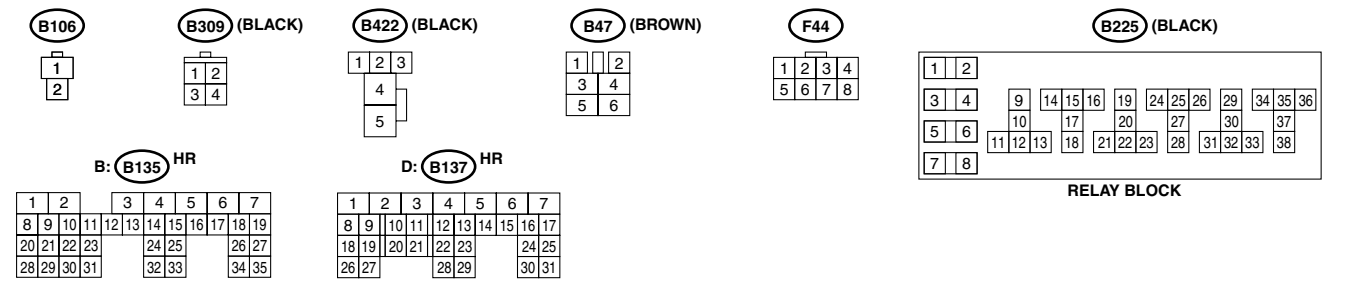 B106 B309 (BLACK) B422 (BLACK) B47 (BROWN) F44 B225 (BLACK)
1
2
1 2
3 4
1 2 3
4
5
1 2
3 4
5 6
1 2 3 4
5 6 7 8
1 2
3 4 9 14 15 16 19 24 25 26 29 34 35 36
10 17 20 27 30 37
5 6 11 12 13 18 21 22 23 28 31 32 33 38
7 8
RELAY BLOCK
B: B135 HR
1 2 3 4 5 6 7
8 9 10 11 12 13 14 15 16 17 18 19
20 21 22 23 24 25 26 27
28 29 30 31 32 33 34 35
D: B137 HR
1 2 3 4 5 6 7
8 9 10 11 12 13 14 15 16 17
18 19 20 21 22 23 24 25
26 27 28 29 30 31